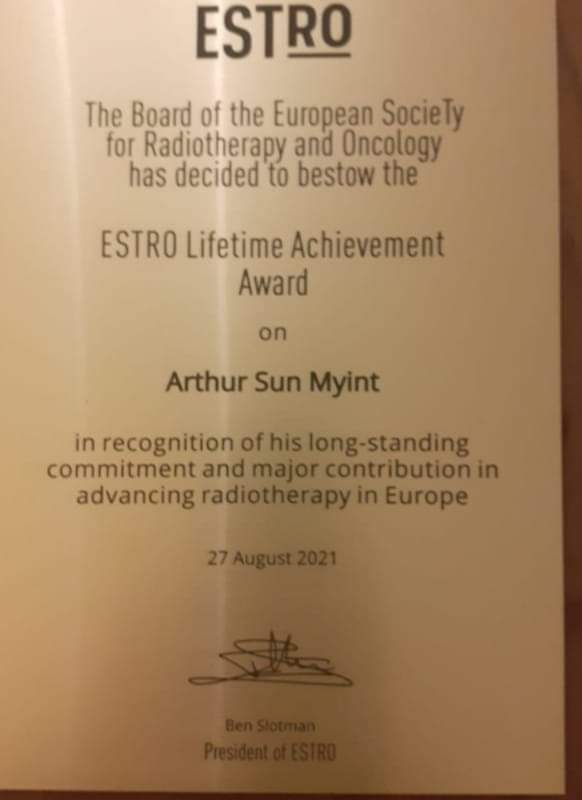 ESTRO
The Board of the European SocieTy
for Radiotherapy and Oncology
has decided to bestow the
ESTRO Lifetime Achievement
Award
on
Arthur Sun Myint
in recognition of his long-standing
commitment and major contribution in
advancing radiotherapy in Europe
27 August 2021
Ben Slotman
President of ESTRO